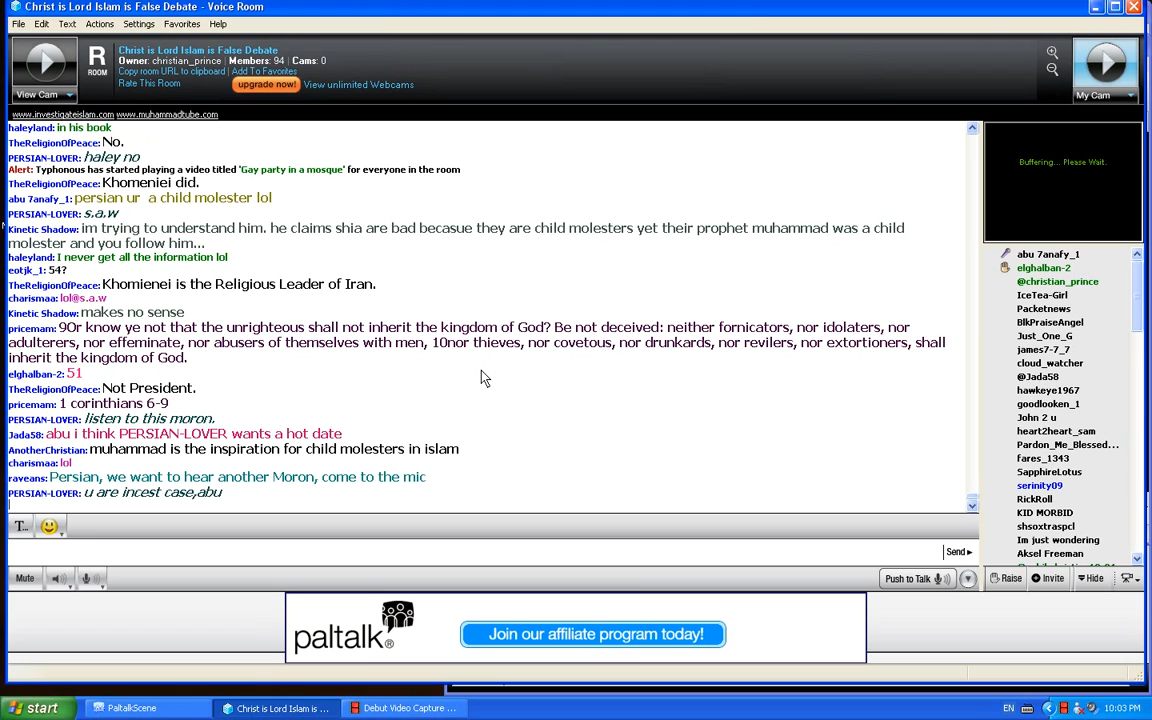 Christ is Lord Islam is False Debate - Voice Room
File Edit Text Actions Settings Favorites Help
Christ is Lord Islam is False Debate
R ROOM
Owner: christian_prince | Members: 94 | Cams: 0
Copy room URL to clipboard | Add To Favorites
Rate This Room
upgrade now! View unlimited Webcams
View Cam
My Cam
www.investigateislam.com www.muhammadtube.com
haleyland: in his book
TheReligionOfPeace: No.
PERSIAN-LOVER: haley no
Alert: Typhonous has started playing a video titled 'Gay party in a mosque' for everyone in the room
TheReligionOfPeace: Khomeniei did.
abu 7anafy_1: persian ur a child molester lol
PERSIAN-LOVER: s.a.w
Kinetic Shadow: im trying to understand him. he claims shia are bad becasue they are child molesters yet their prophet muhammad was a child
molester and you follow him...
haleyland: I never get all the information lol
eotjk_1: 54?
TheReligionOfPeace: Khomienei is the Religious Leader of Iran.
charismaa: lol@s.a.w
Kinetic Shadow: makes no sense
pricemam: 9Or know ye not that the unrighteous shall not inherit the kingdom of God? Be not deceived: neither fornicators, nor idolaters, nor
adulterers, nor effeminate, nor abusers of themselves with men, 10nor thieves, nor covetous, nor drunkards, nor revilers, nor extortioners, shall
inherit the kingdom of God.
elghalban-2: 51
TheReligionOfPeace: Not President.
pricemam: 1 corinthians 6-9
PERSIAN-LOVER: listen to this moron,
Jada58: abu i think PERSIAN-LOVER wants a hot date
AnotherChristian: muhammad is the inspiration for child molesters in islam
charismaa: lol
raveans: Persian, we want to hear another Moron, come to the mic
PERSIAN-LOVER: u are incest case,abu
Buffering... Please Wait.
abu 7anafy_1
elghalban-2
@christian_prince
IceTea-Girl
Packetnews
BlkPraiseAngel
Just_One_G
james7-7_7
cloud_watcher
@Jada58
hawkeye1967
goodlooken_1
John 2 u
heart2heart_sam
Pardon_Me_Blessed...
fares_1343
SapphireLotus
serinity09
RickRoll
KID MORBID
shsoxtraspcl
Im just wondering
Aksel Freeman
T...
Send
Mute
Push to Talk
Raise Invite Hide
paltalk®
Join our affiliate program today!
start PaltalkScene Christ is Lord Islam is ... Debut Video Capture ... EN 10:03 PM